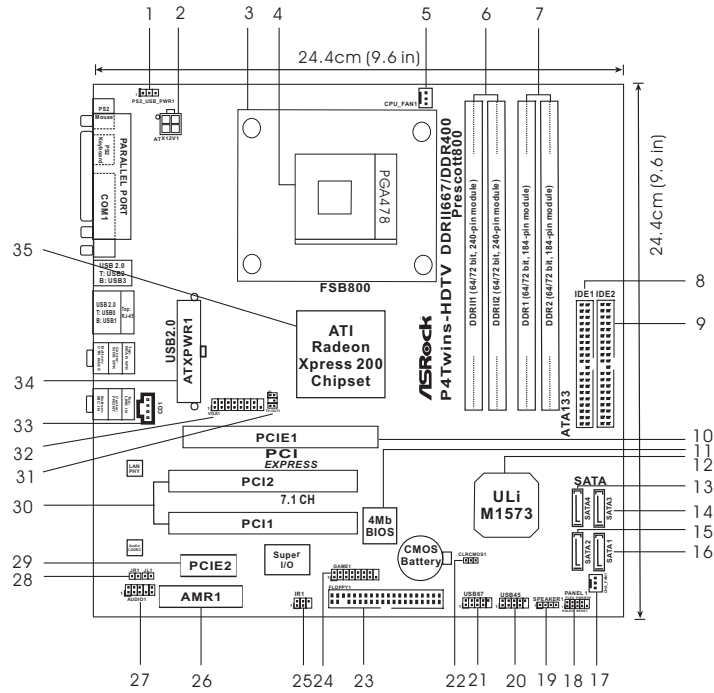 1 2 3 4 5 6 7
24.4cm (9.6 in)
24.4cm (9.6 in)
PS2_USB_PWR1
ATX12V1
CPU_FAN1
PS2
Mouse
PS2
Keyboard
PARALLEL PORT
COM1
PGA478
FSB800
P4Twins-HDTV DDRII667/DDR400
Prescott800
DDRII1 (64/72 bit, 240-pin module)
DDRII2 (64/72 bit, 240-pin module)
DDR1 (64/72 bit, 184-pin module)
DDR2 (64/72 bit, 184-pin module)
35
8
IDE1 IDE2
9
ATA133
USB 2.0
T: USB2
B: USB3
USB 2.0
T: USB0
B: USB1
Top:
RJ-45
USB2.0
ATXPWR1
34
ATI
Radeon
Xpress 200
Chipset
ASRock
33
CD1
32
VGA1
31
PCIE1
10
PCI
EXPRESS
11
12
LAN
PHY
PCI2
30
7.1 CH
PCI1
4Mb
BIOS
ULi
M1573
SATA
13
SATA4
SATA3
14
15
SATA2
SATA1
16
CMOS
Battery
Audio
CODEC
29
PCIE2
Super
I/O
CLRCMOS1
28
JR1 JL1
AUDIO1
AMR1
IR1
GAME1
FLOPPY1
USB67
USB45
SPEAKER1
PANEL 1
27 26 25 24 23 22 21 20 19 18 17